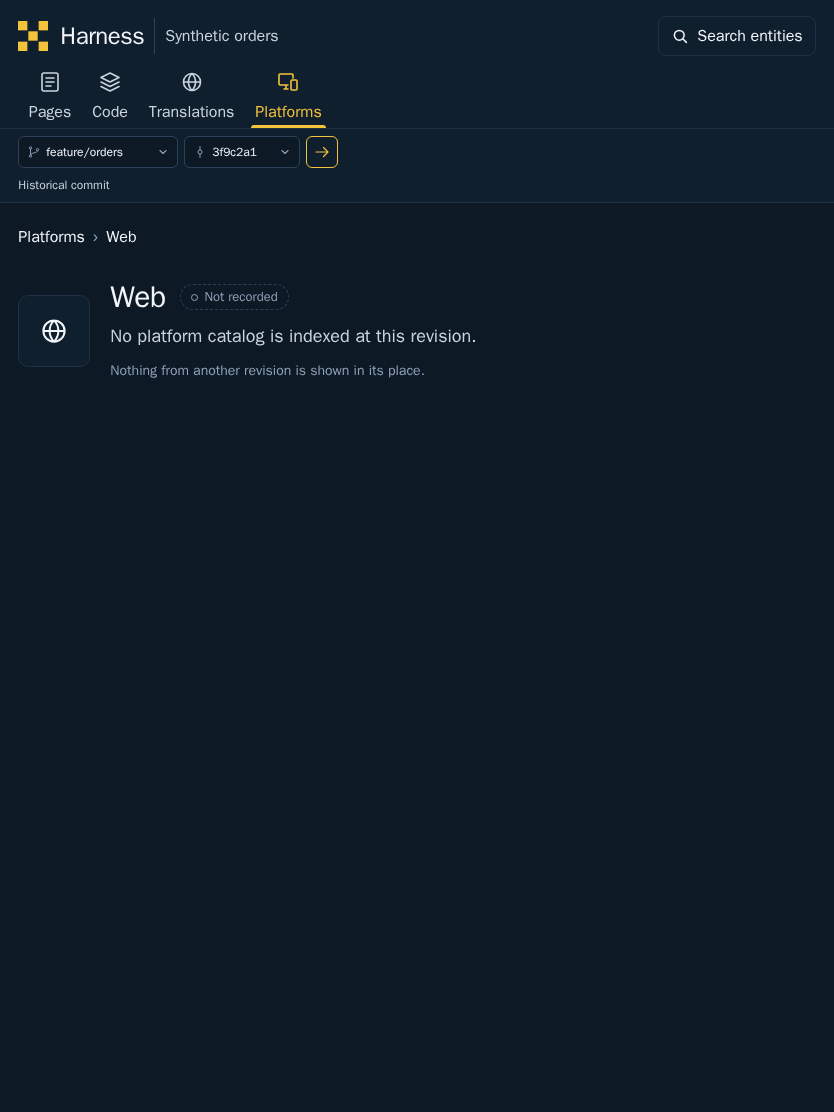 Harness
Synthetic orders
Search entities
Pages
Code
Translations
Platforms
feature/orders
3f9c2a1
Historical commit
Platforms › Web
Web
Not recorded
No platform catalog is indexed at this revision.
Nothing from another revision is shown in its place.